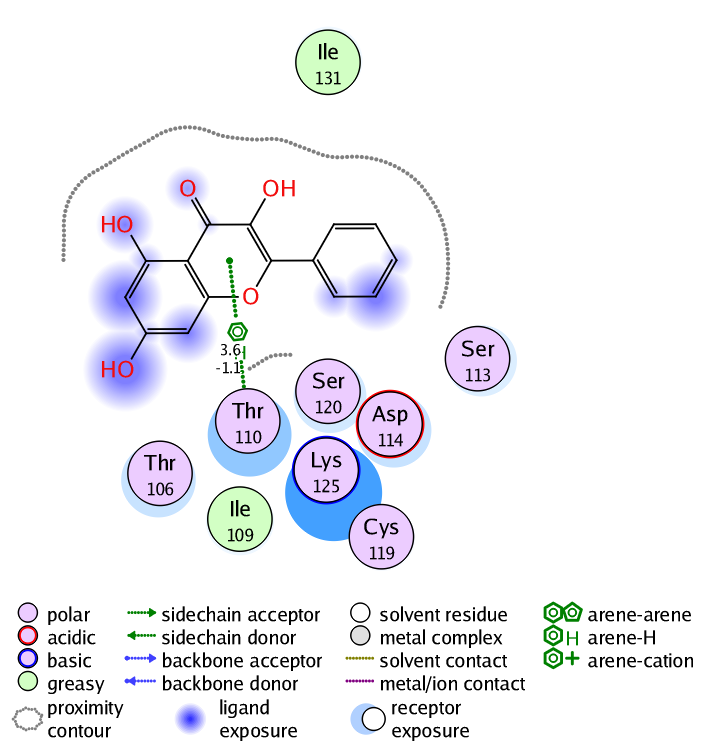 Ile
131
O
OH
HO
O
HO
3.6
H
-1.1
Ser
113
Ser
120
Thr
110
Asp
114
Thr
106
Lys
125
Ile
109
Cys
119
polar
sidechain acceptor
solvent residue
arene-arene
acidic
sidechain donor
metal complex
H arene-H
basic
backbone acceptor
solvent contact
+ arene-cation
greasy
backbone donor
metal/ion contact
proximity
contour
ligand
exposure
receptor
exposure